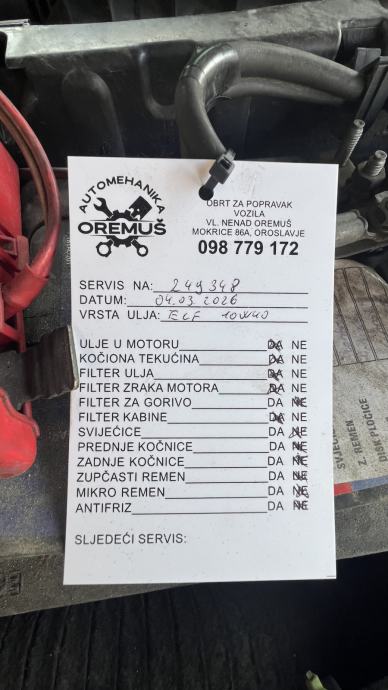 AUTOMEHANIKA
OREMUŠ
OBRT ZA POPRAVAK
VOZILA
VL. NENAD OREMUŠ
MOKRICE 86A, OROSLAVJE
098 779 172
SERVIS NA: 249348
DATUM: 04.03.2026
VRSTA ULJA: ELF 10W40
ULJE U MOTORU DA NE
KOČIONA TEKUĆINA DA NE
FILTER ULJA DA NE
FILTER ZRAKA MOTORA DA NE
FILTER ZA GORIVO DA NE
FILTER KABINE DA NE
SVIJEĆICE DA NE
PREDNJE KOČNICE DA NE
ZADNJE KOČNICE DA NE
ZUPČASTI REMEN DA NE
MIKRO REMEN DA NE
ANTIFRIZ DA NE
SLJEDEĆI SERVIS:
SVJEĆ
Z. REMEN
DISK PLOČICE